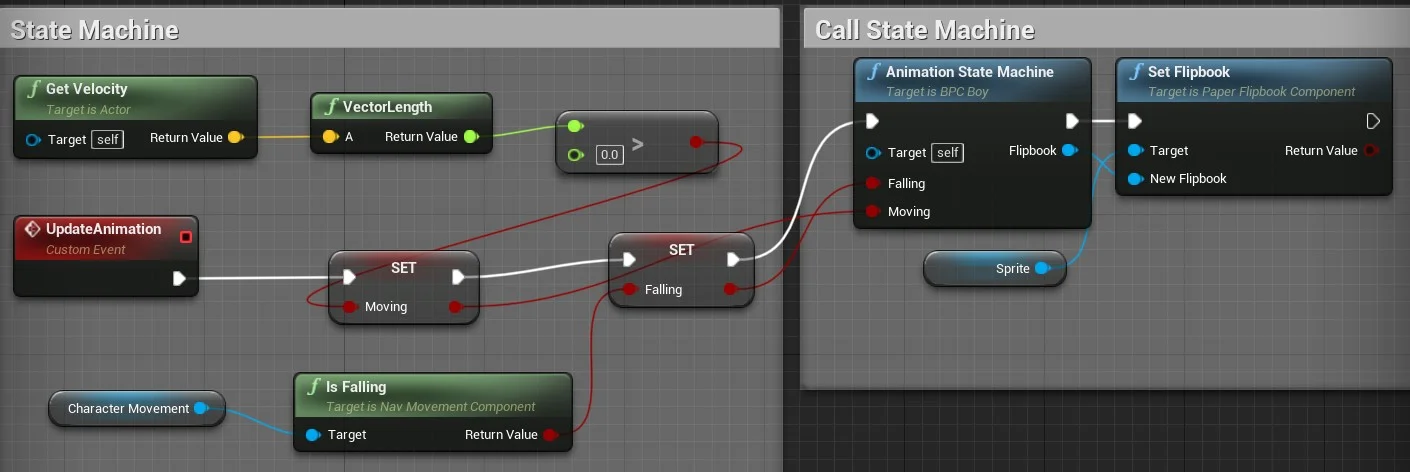 State Machine
Get Velocity
Target is Actor
Target self Return Value
VectorLength
A Return Value
0.0 >
UpdateAnimation
Custom Event
SET
Moving
SET
Falling
Character Movement
Is Falling
Target is Nav Movement Component
Target Return Value
Call State Machine
Animation State Machine
Target is BPC Boy
Target self Flipbook
Falling
Moving
Set Flipbook
Target is Paper Flipbook Component
Target Return Value
New Flipbook
Sprite